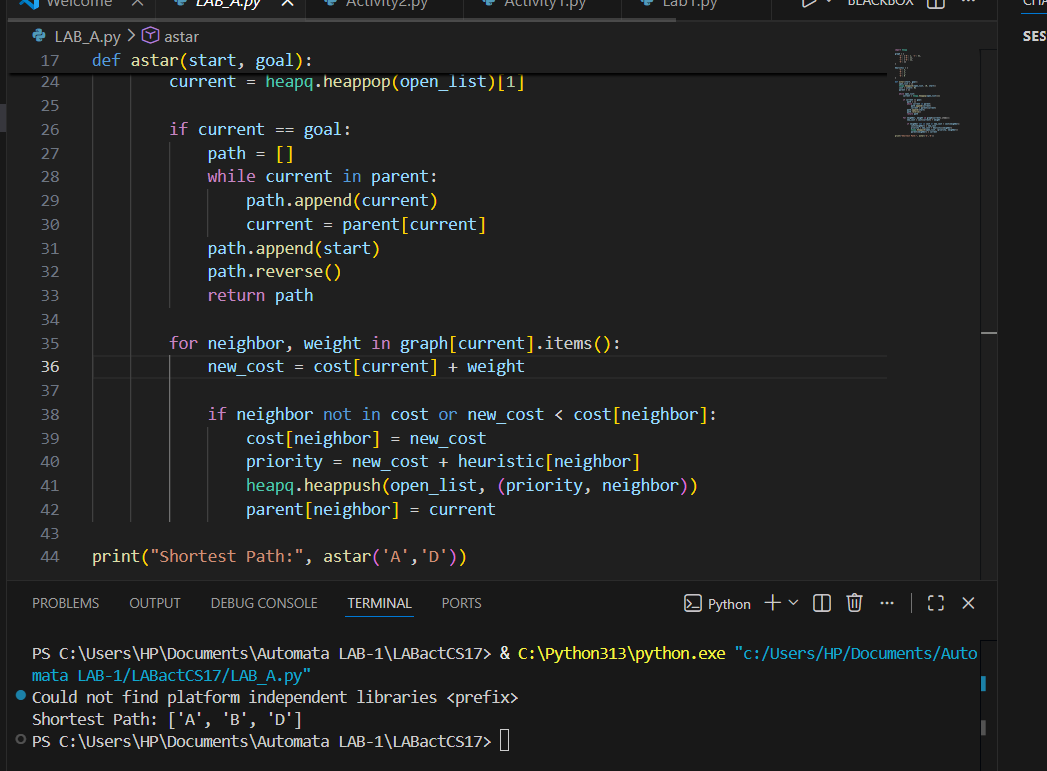 Welcome LAB_A.py Activity2.py Activity1.py Lab1.py BLACKBOX ... CHA
LAB_A.py > astar
SES
17 def astar(start, goal):
24 current = heapq.heappop(open_list)[1]
25
26 if current == goal:
27 path = []
28 while current in parent:
29 path.append(current)
30 current = parent[current]
31 path.append(start)
32 path.reverse()
33 return path
34
35 for neighbor, weight in graph[current].items():
36 new_cost = cost[current] + weight
37
38 if neighbor not in cost or new_cost < cost[neighbor]:
39 cost[neighbor] = new_cost
40 priority = new_cost + heuristic[neighbor]
41 heapq.heappush(open_list, (priority, neighbor))
42 parent[neighbor] = current
43
44 print("Shortest Path:", astar('A','D'))
PROBLEMS OUTPUT DEBUG CONSOLE TERMINAL PORTS Python ...
PS C:\Users\HP\Documents\Automata LAB-1\LABactCS17> & C:\Python313\python.exe "c:/Users/HP/Documents/Auto
mata LAB-1/LABactCS17/LAB_A.py"
Could not find platform independent libraries <prefix>
Shortest Path: ['A', 'B', 'D']
PS C:\Users\HP\Documents\Automata LAB-1\LABactCS17>